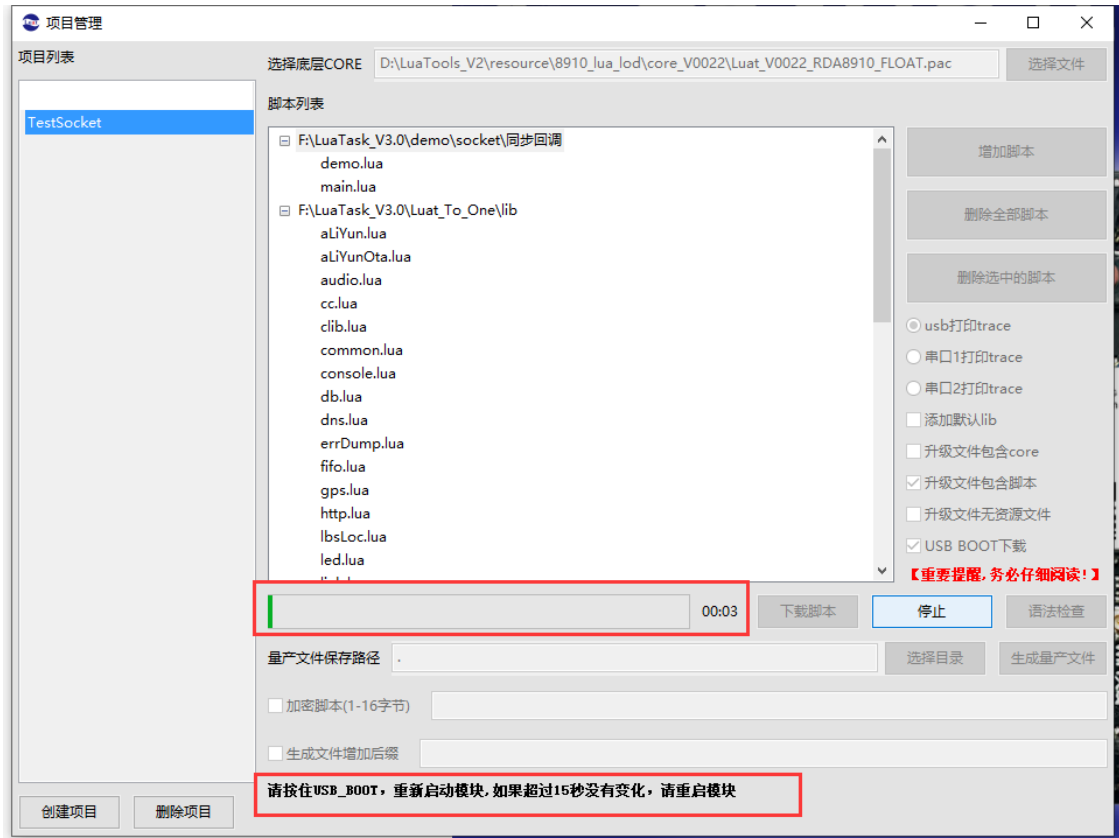 项目管理
项目列表
TestSocket
创建项目
删除项目
选择底层CORE
D:\LuaTools_V2\resource\8910_lua_lod\core_V0022\Luat_V0022_RDA8910_FLOAT.pac
选择文件
脚本列表
F:\LuaTask_V3.0\demo\socket\同步回调
demo.lua
main.lua
F:\LuaTask_V3.0\Luat_To_One\lib
aLiYun.lua
aLiYunOta.lua
audio.lua
cc.lua
clib.lua
common.lua
console.lua
db.lua
dns.lua
errDump.lua
fifo.lua
gps.lua
http.lua
lbsLoc.lua
led.lua
增加脚本
删除全部脚本
删除选中的脚本
usb打印trace
串口1打印trace
串口2打印trace
添加默认lib
升级文件包含core
升级文件包含脚本
升级文件无资源文件
USB BOOT下载
【重要提醒,务必仔细阅读!】
00:03
下载脚本
停止
语法检查
量产文件保存路径
.
选择目录
生成量产文件
加密脚本(1-16字节)
生成文件增加后缀
请按住USB_BOOT，重新启动模块,如果超过15秒没有变化，请重启模块